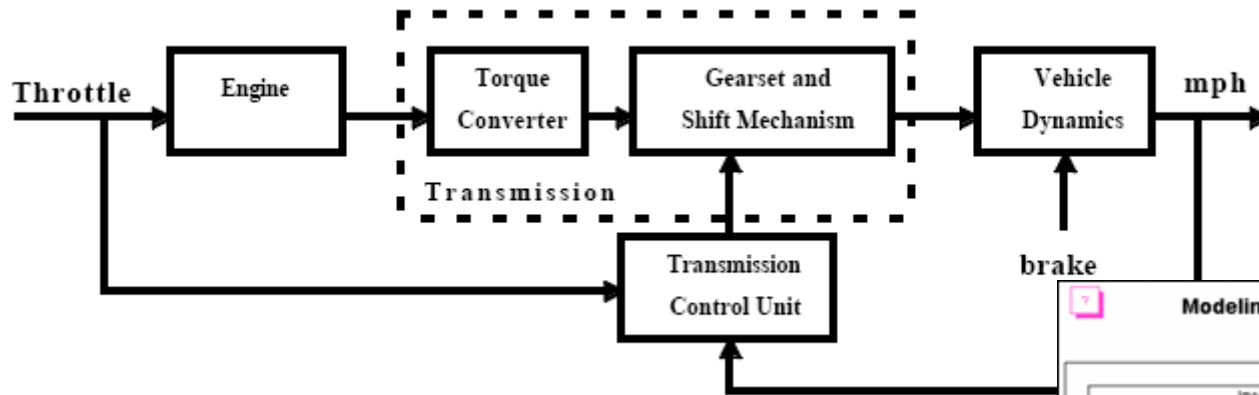 Throttle
Engine
Torque
Converter
Gearset and
Shift Mechanism
Vehicle
Dynamics
mph
Transmission
Transmission
Control Unit
brake
?
Modelin